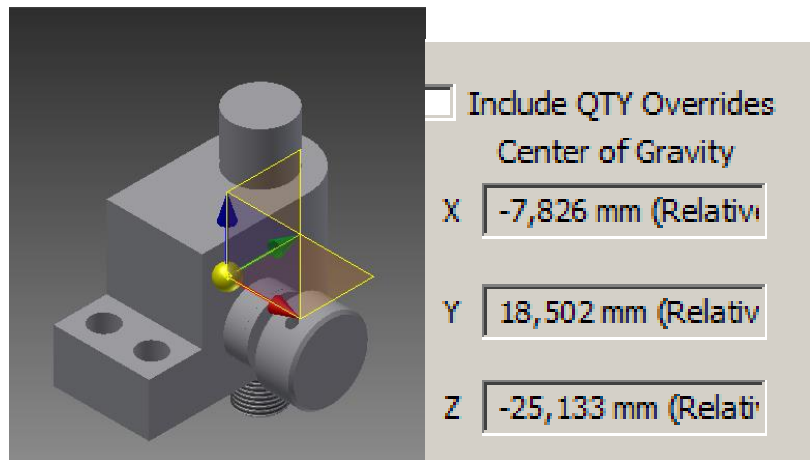 Include QTY Overrides
Center of Gravity
X -7,826 mm (Relativ
Y 18,502 mm (Relativ
Z -25,133 mm (Relati